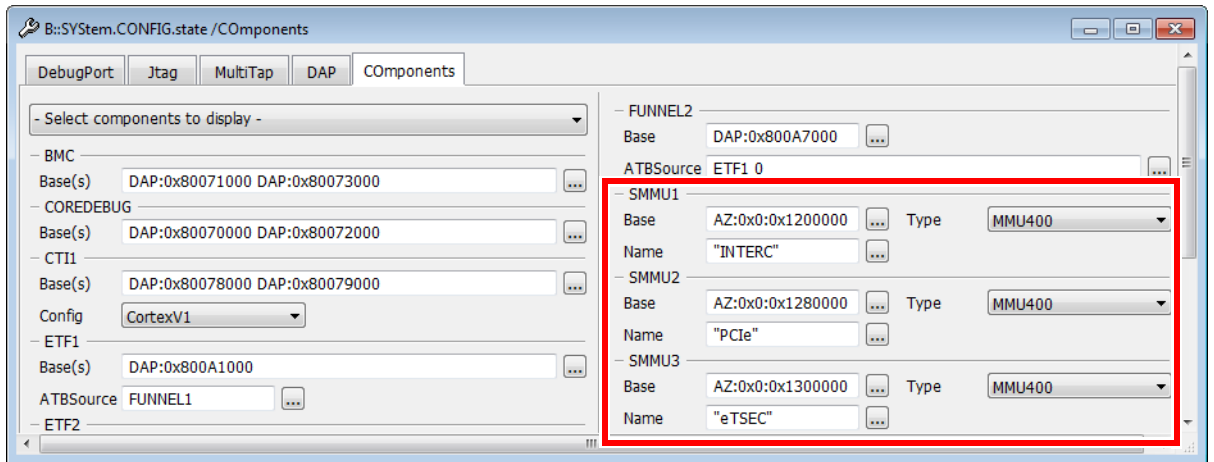 B::SYStem.CONFIG.state /COmponents
DebugPort Jtag MultiTap DAP COmponents
- Select components to display -
BMC
Base(s) DAP:0x80071000 DAP:0x80073000 ...
COREDEBUG
Base(s) DAP:0x80070000 DAP:0x80072000 ...
CTI1
Base(s) DAP:0x80078000 DAP:0x80079000 ...
Config CortexV1
ETF1
Base(s) DAP:0x800A1000 ...
ATBSource FUNNEL1 ...
ETF2
FUNNEL2
Base DAP:0x800A7000 ...
ATBSource ETF1 0 ...
SMMU1
Base AZ:0x0:0x1200000 ... Type MMU400
Name "INTERC" ...
SMMU2
Base AZ:0x0:0x1280000 ... Type MMU400
Name "PCIe" ...
SMMU3
Base AZ:0x0:0x1300000 ... Type MMU400
Name "eTSEC" ...